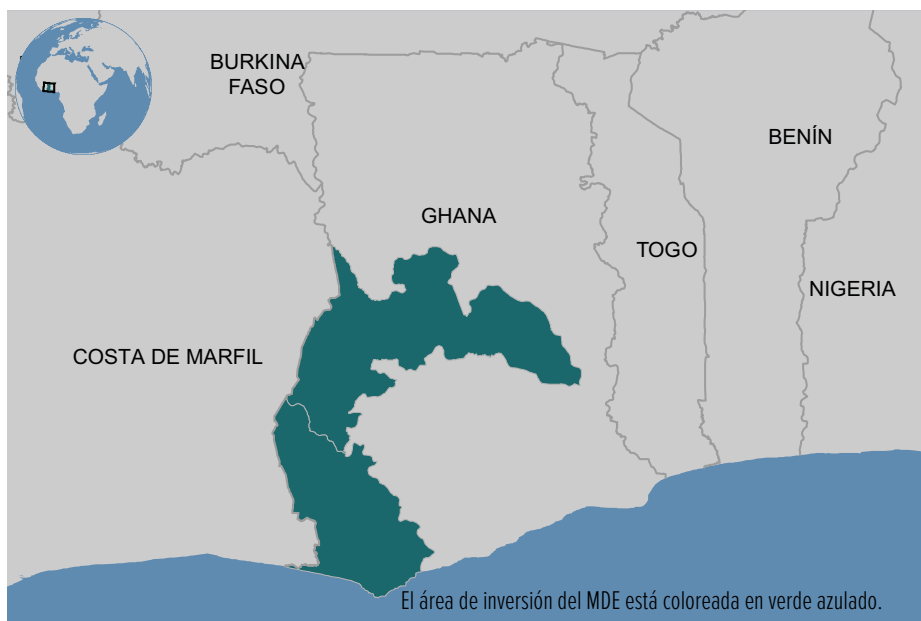 BURKINA
FASO
BENÍN
GHANA
TOGO
NIGERIA
COSTA DE MARFIL
El área de inversión del MDE está coloreada en verde azulado.